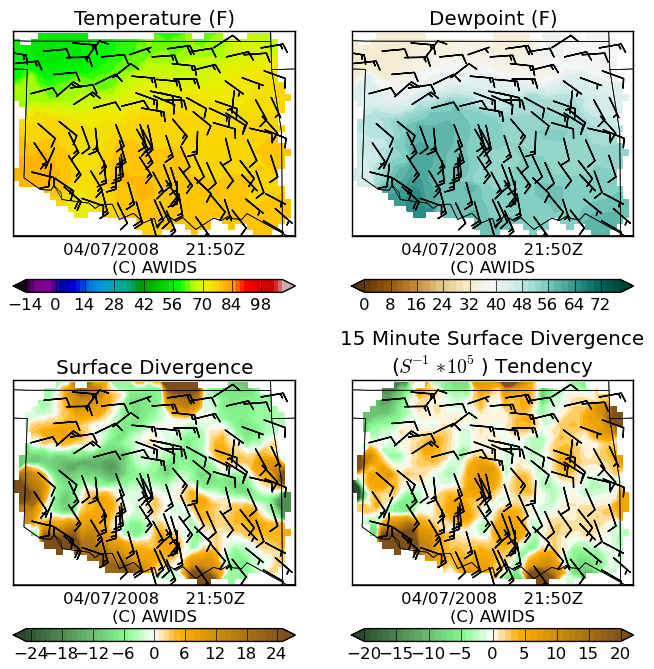 Temperature (F)
Dewpoint (F)
04/07/2008 21:50Z
(C) AWIDS
04/07/2008 21:50Z
(C) AWIDS
−14 0 14 28 42 56 70 84 98
0 8 16 24 32 40 48 56 64 72
Surface Divergence
15 Minute Surface Divergence
(S⁻¹ *10⁵ ) Tendency
04/07/2008 21:50Z
(C) AWIDS
04/07/2008 21:50Z
(C) AWIDS
−24 −18 −12 −6 0 6 12 18 24
−20 −15 −10 −5 0 5 10 15 20